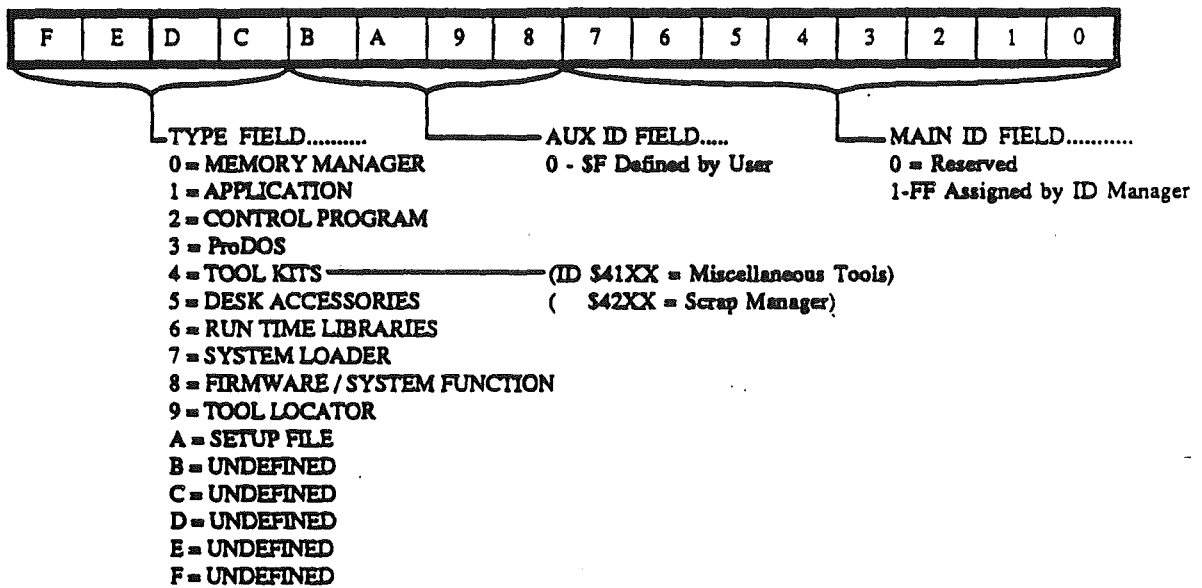 F E D C B A 9 8 7 6 5 4 3 2 1 0
TYPE FIELD..........
0 = MEMORY MANAGER
1 = APPLICATION
2 = CONTROL PROGRAM
3 = ProDOS
4 = TOOL KITS
5 = DESK ACCESSORIES
6 = RUN TIME LIBRARIES
7 = SYSTEM LOADER
8 = FIRMWARE / SYSTEM FUNCTION
9 = TOOL LOCATOR
A = SETUP FILE
B = UNDEFINED
C = UNDEFINED
D = UNDEFINED
E = UNDEFINED
F = UNDEFINED
AUX ID FIELD.....
0 - $F Defined by User
(ID $41XX = Miscellaneous Tools)
( $42XX = Scrap Manager)
MAIN ID FIELD...........
0 = Reserved
1-FF Assigned by ID Manager